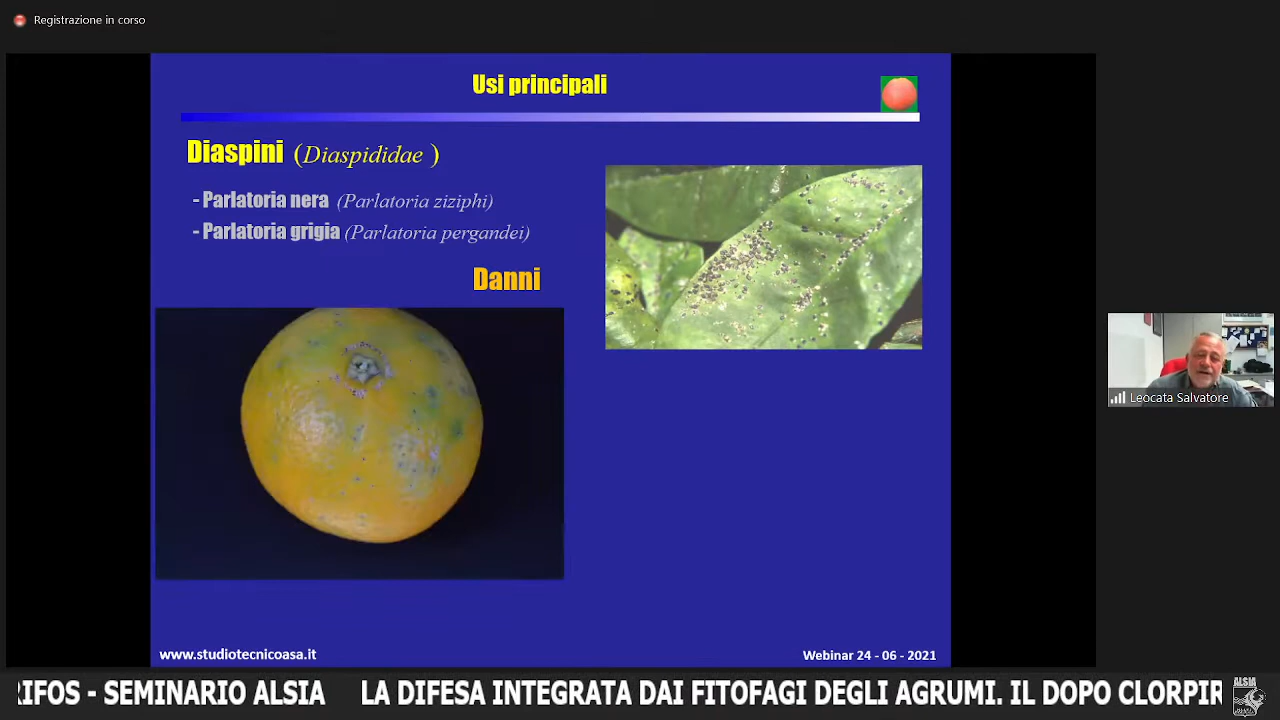 Registrazione in corso
Usi principali
Diaspini (Diaspididae )
- Parlatoria nera (Parlatoria ziziphi)
- Parlatoria grigia (Parlatoria pergandei)
Danni
Leocata Salvatore
www.studiotecnicoasa.it
Webinar 24 - 06 - 2021
RIFOS - SEMINARIO ALSIA LA DIFESA INTEGRATA DAI FITOFAGI DEGLI AGRUMI. IL DOPO CLORPIR
ALSIA